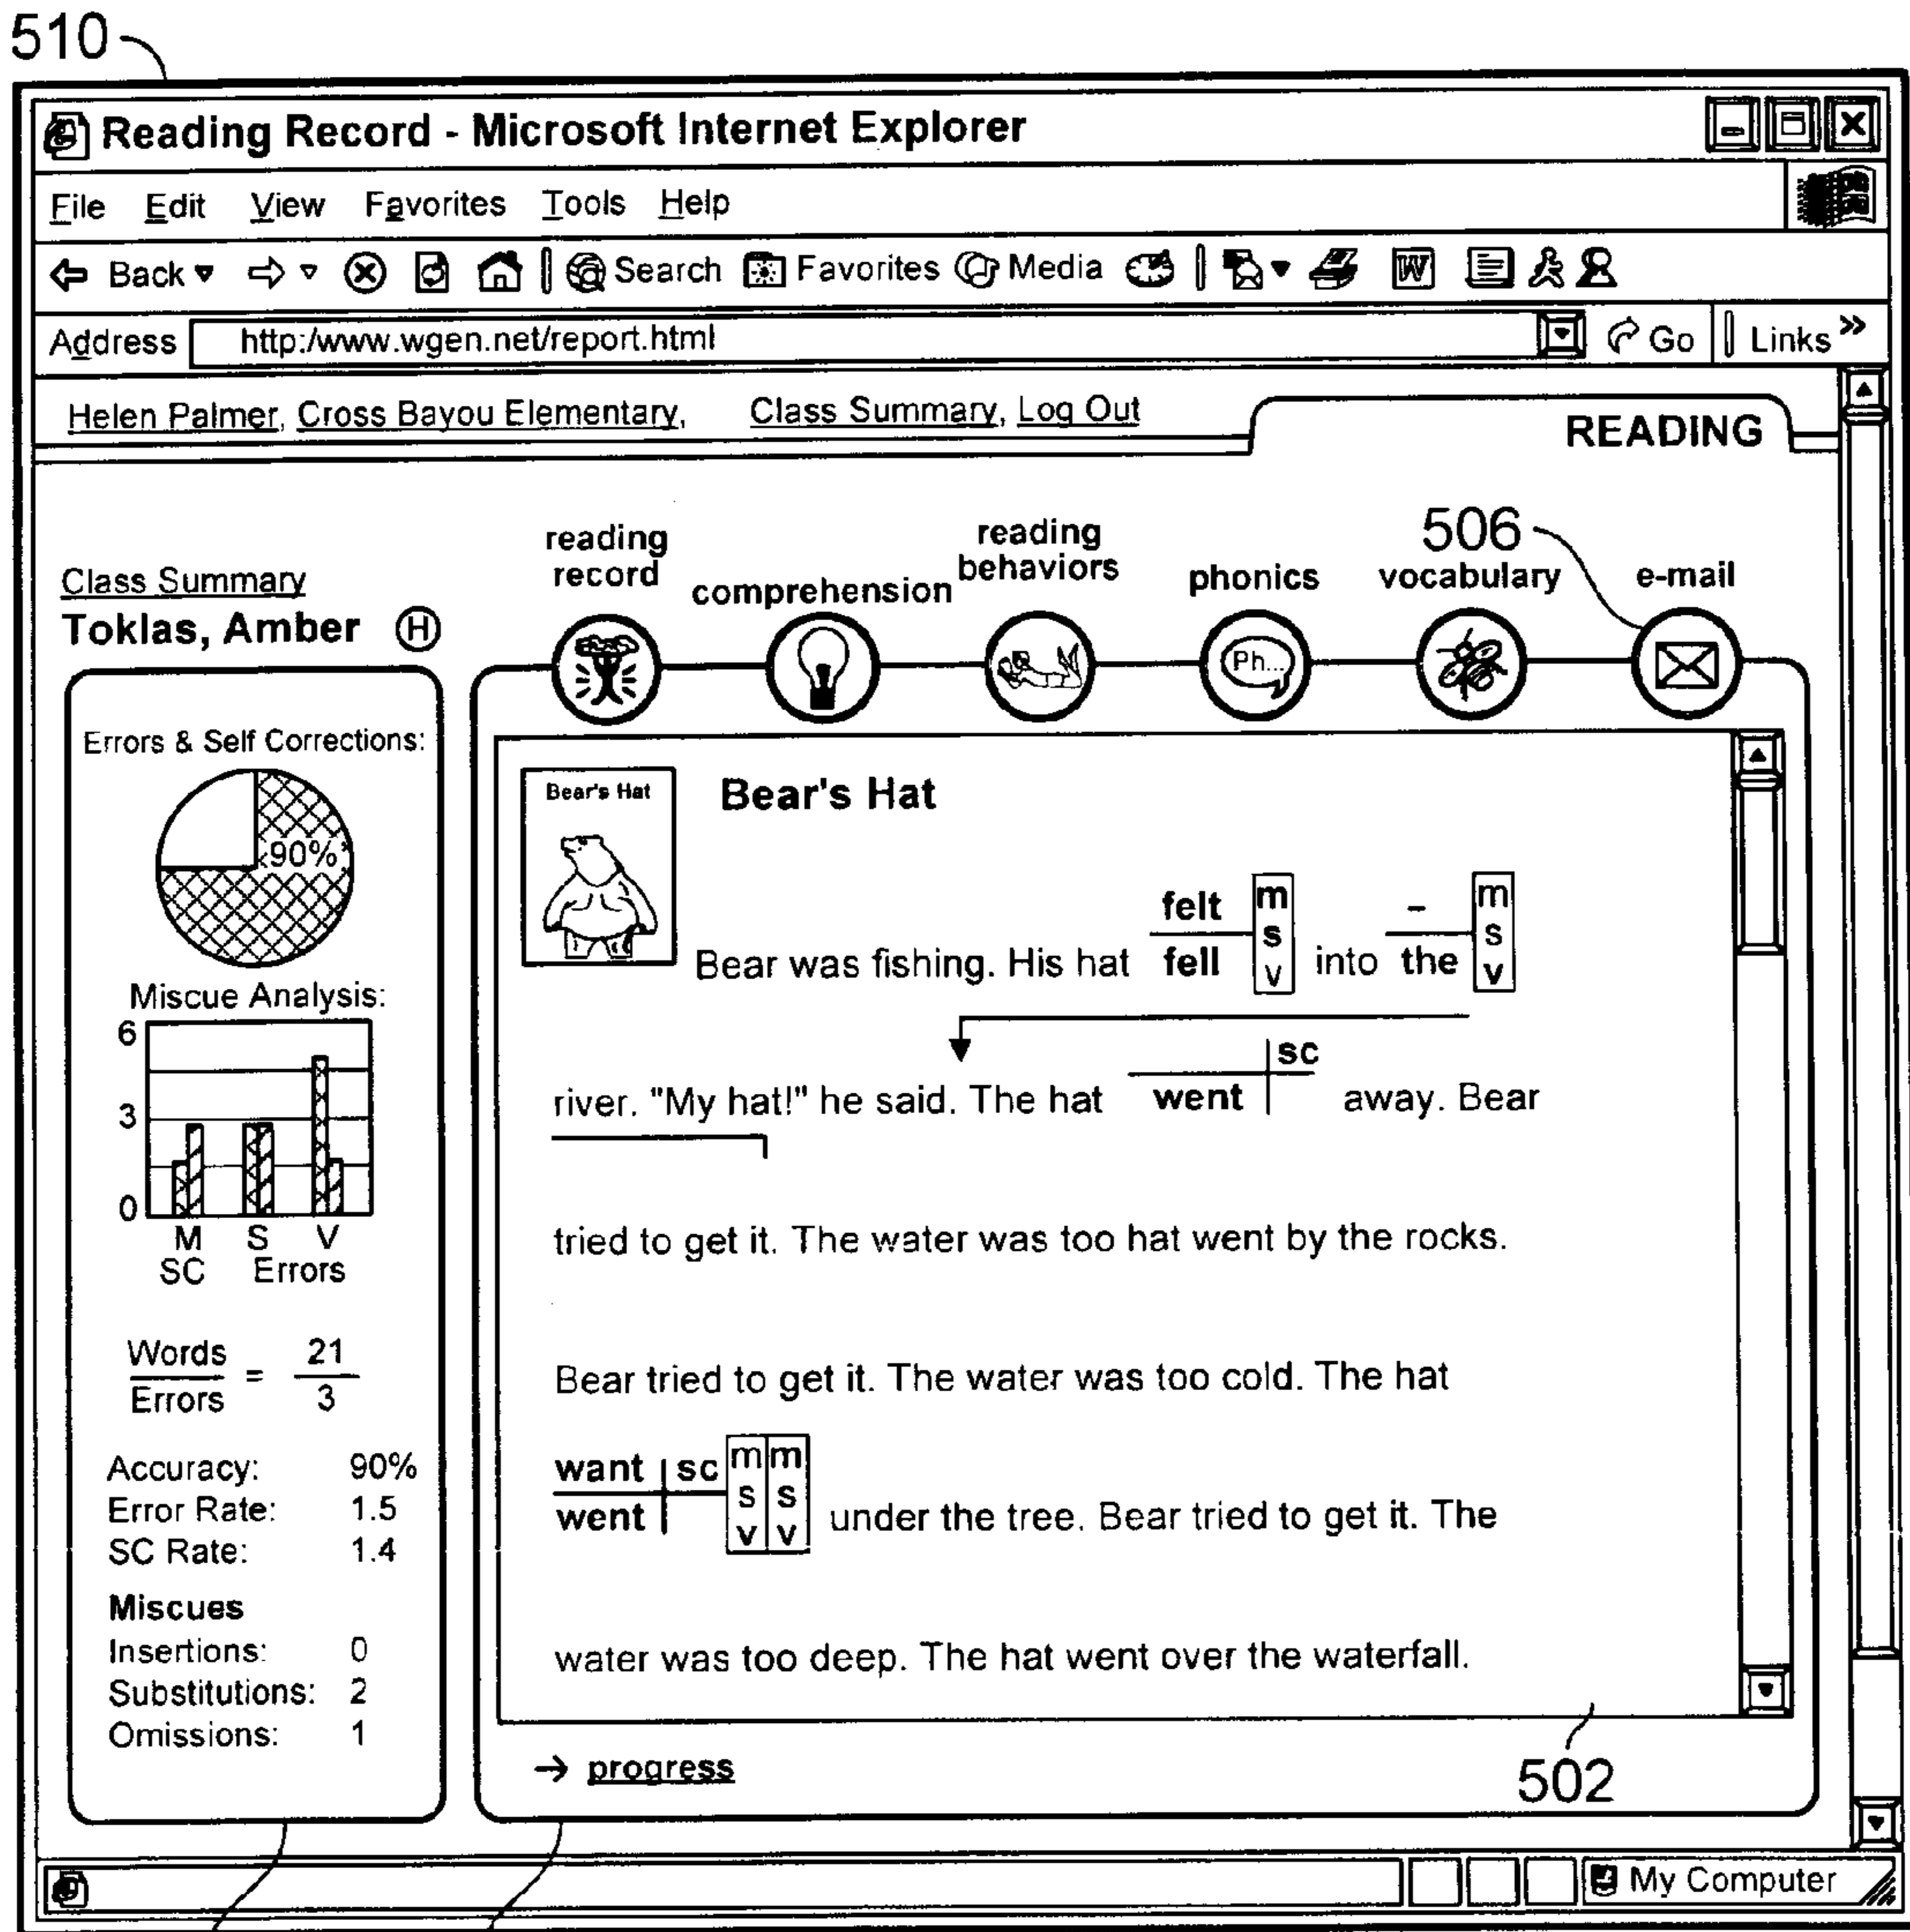 510
Reading Record - Microsoft Internet Explorer
File Edit View Favorites Tools Help
Back Search Favorites Media W
Address http:/www.wgen.net/report.html Go Links »
Helen Palmer, Cross Bayou Elementary, Class Summary, Log Out
READING
506
reading record
comprehension
reading behaviors
phonics
vocabulary
e-mail
Class Summary
Toklas, Amber H
Ph...
Errors & Self Corrections:
90%
Miscue Analysis:
6
3
0
M S V
SC Errors
Words = 21
Errors 3
Accuracy: 90%
Error Rate: 1.5
SC Rate: 1.4
Miscues
Insertions: 0
Substitutions: 2
Omissions: 1
Bear's Hat
Bear's Hat
felt m – m
s s
Bear was fishing. His hat fell v into the v
sc
river. "My hat!" he said. The hat went away. Bear
tried to get it. The water was too hat went by the rocks.
Bear tried to get it. The water was too cold. The hat
want sc m m
s s
went v v under the tree. Bear tried to get it. The
water was too deep. The hat went over the waterfall.
→ progress
502
My Computer